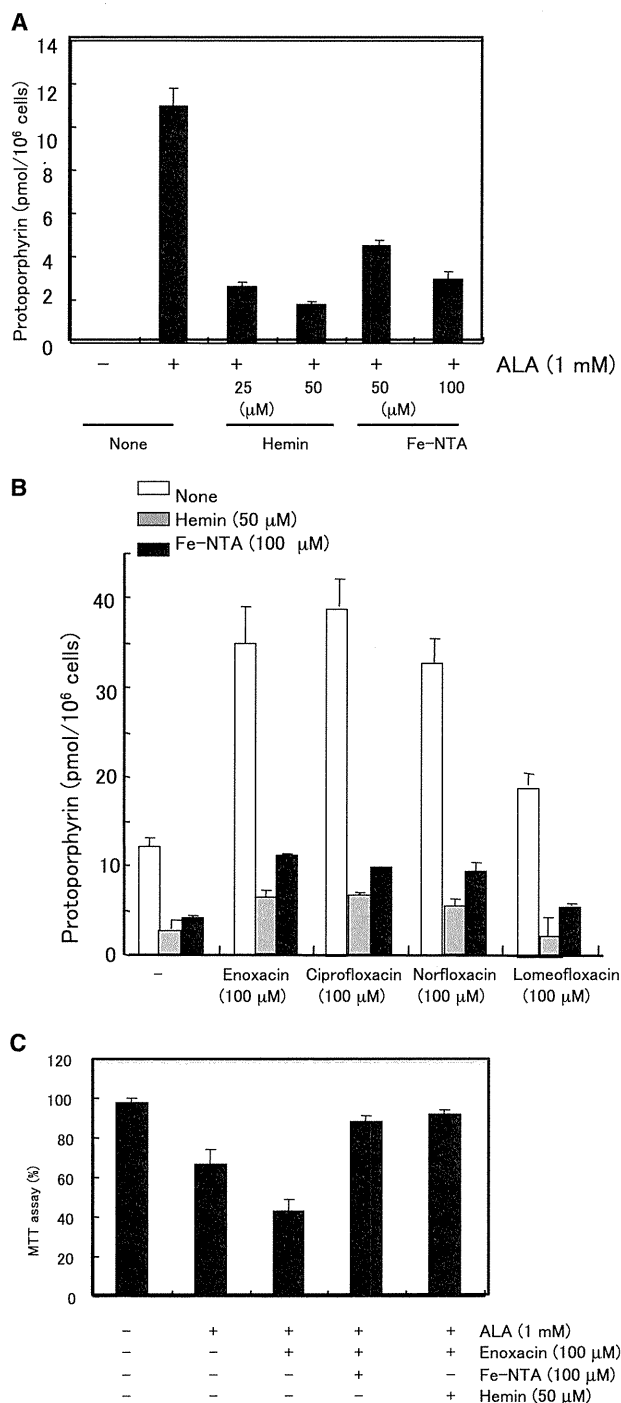 A
14
12
10
8
6
4
2
0
Protoporphyrin (pmol/10⁶ cells)
− + + + + + ALA (1 mM)
25 50 50 100
(μM) (μM)
None Hemin Fe-NTA
B
None
Hemin (50 μM)
Fe-NTA (100 μM)
40
30
20
10
0
Protoporphyrin (pmol/10⁶ cells)
− Enoxacin Ciprofloxacin Norfloxacin Lomeofloxacin
(100 μM) (100 μM) (100 μM) (100 μM)
C
120
100
80
60
40
20
0
MTT assay (%)
− + + + + ALA (1 mM)
− − + + + Enoxacin (100 μM)
− − − + − Fe-NTA (100 μM)
− − − − + Hemin (50 μM)